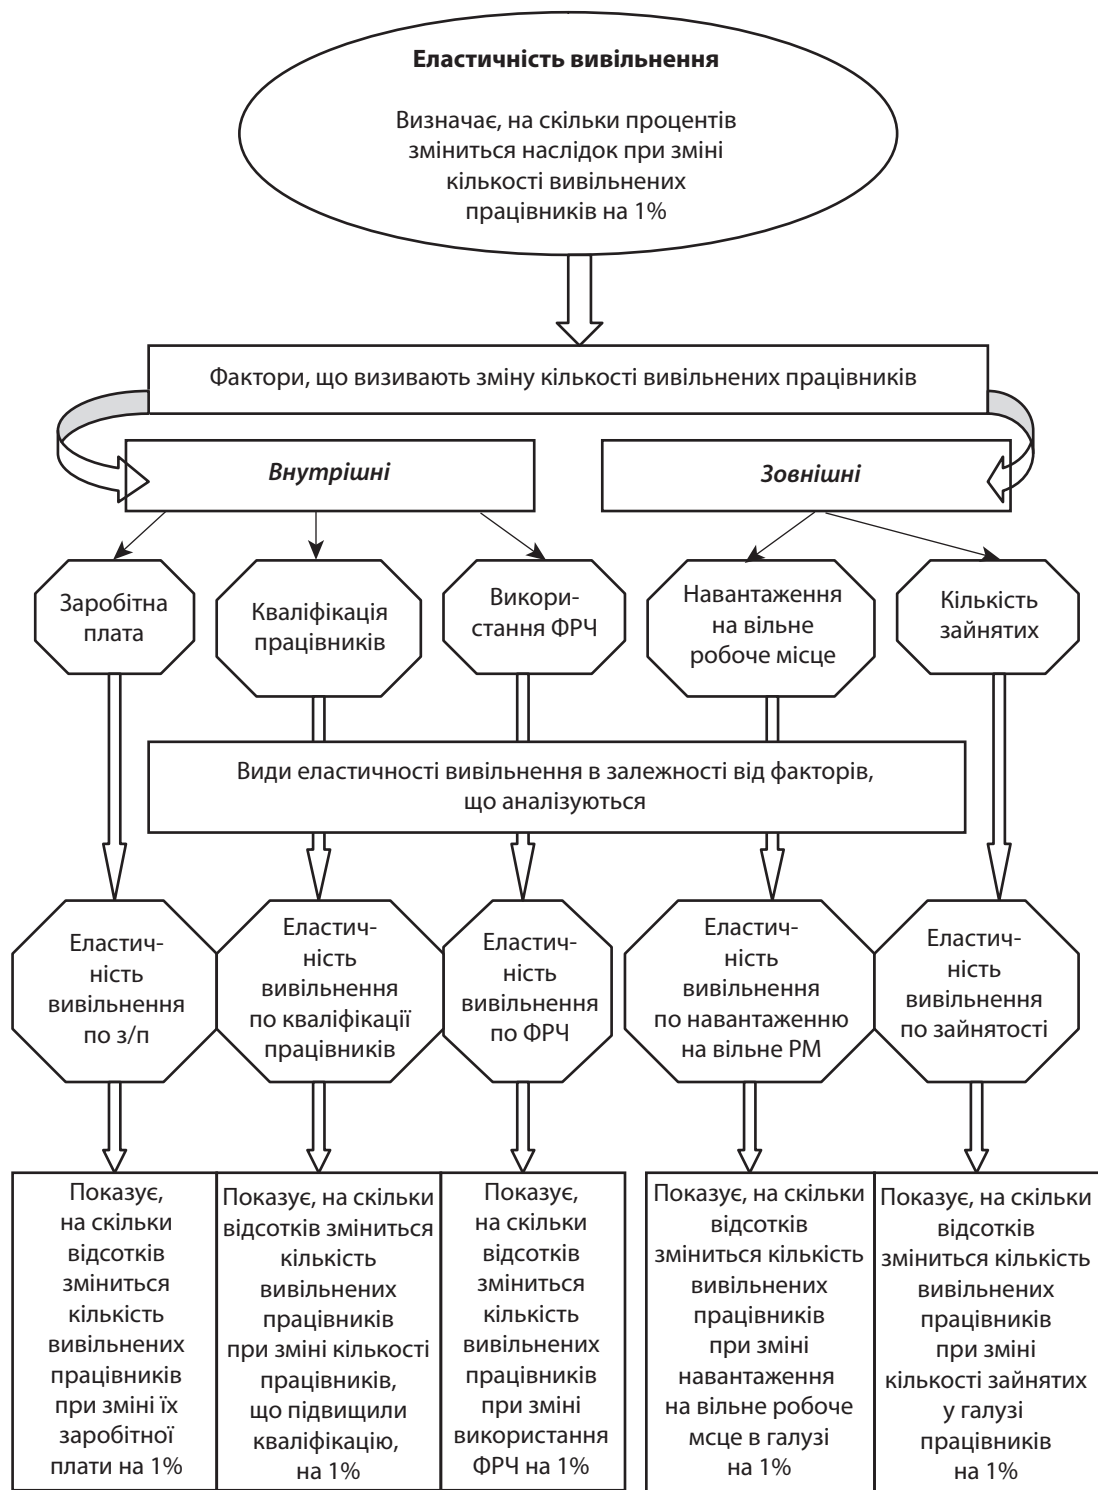 Еластичність вивільнення
Визначає, на скільки процентів
зміниться наслідок при зміні
кількості вивільнених
працівників на 1%
Фактори, що визивають зміну кількості вивільнених працівників
Внутрішні
Зовнішні
Заробітна
плата
Кваліфікація
працівників
Викори-
стання ФРЧ
Навантаження
на вільне
робоче місце
Кількість
зайнятих
Види еластичності вивільнення в залежності від факторів,
що аналізуються
Еластич-
ність
вивільнення
по з/п
Еластич-
ність
вивільнення
по кваліфікації
працівників
Еластич-
ність
вивільнення
по ФРЧ
Еластич-
ність
вивільнення
по навантаженню
на вільне РМ
Еластич-
ність
вивільнення
по зайнятості
Показує,
на скільки
відсотків
зміниться
кількість
вивільнених
працівників
при зміні їх
заробітної
плати на 1%
Показує, на скільки
відсотків зміниться
кількість
вивільнених
працівників
при зміні кількості
працівників,
що підвищили
кваліфікацію,
на 1%
Показує,
на скільки
відсотків
зміниться
кількість
вивільнених
працівників
при зміні
використання
ФРЧ на 1%
Показує, на скільки
відсотків
зміниться кількість
вивільнених
працівників
при зміні
навантаження
на вільне робоче
мсце в галузі
на 1%
Показує, на скільки
відсотків
зміниться кількість
вивільнених
працівників
при зміні
кількості зайнятих
у галузі
працівників
на 1%